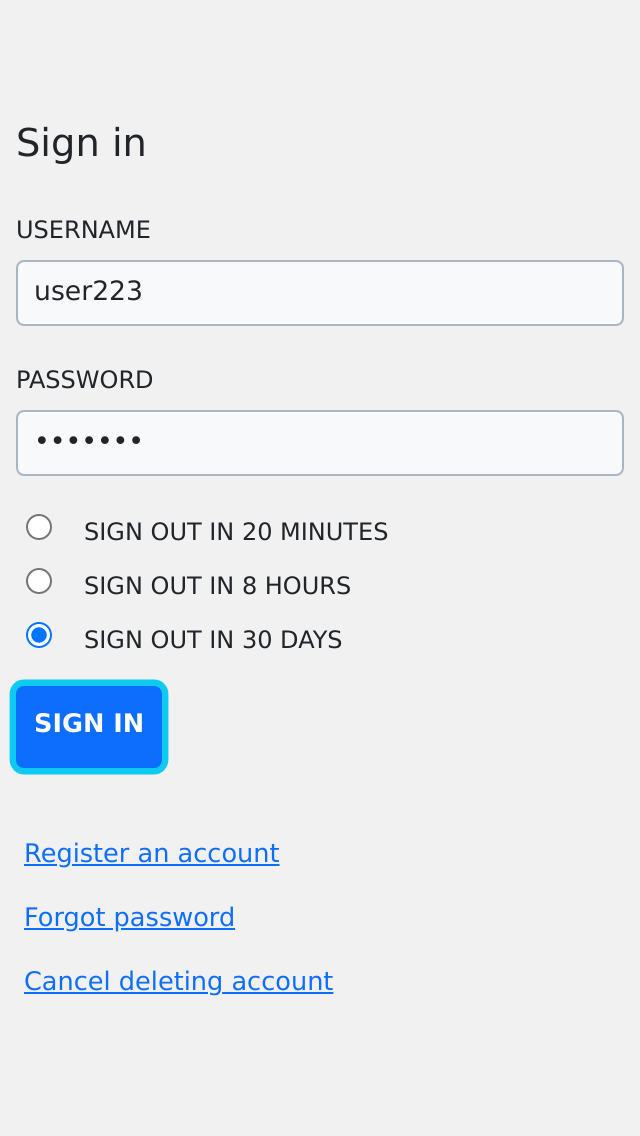 Sign in
USERNAME
user223
PASSWORD
•••••••
SIGN OUT IN 20 MINUTES
SIGN OUT IN 8 HOURS
SIGN OUT IN 30 DAYS
SIGN IN
Register an account
Forgot password
Cancel deleting account